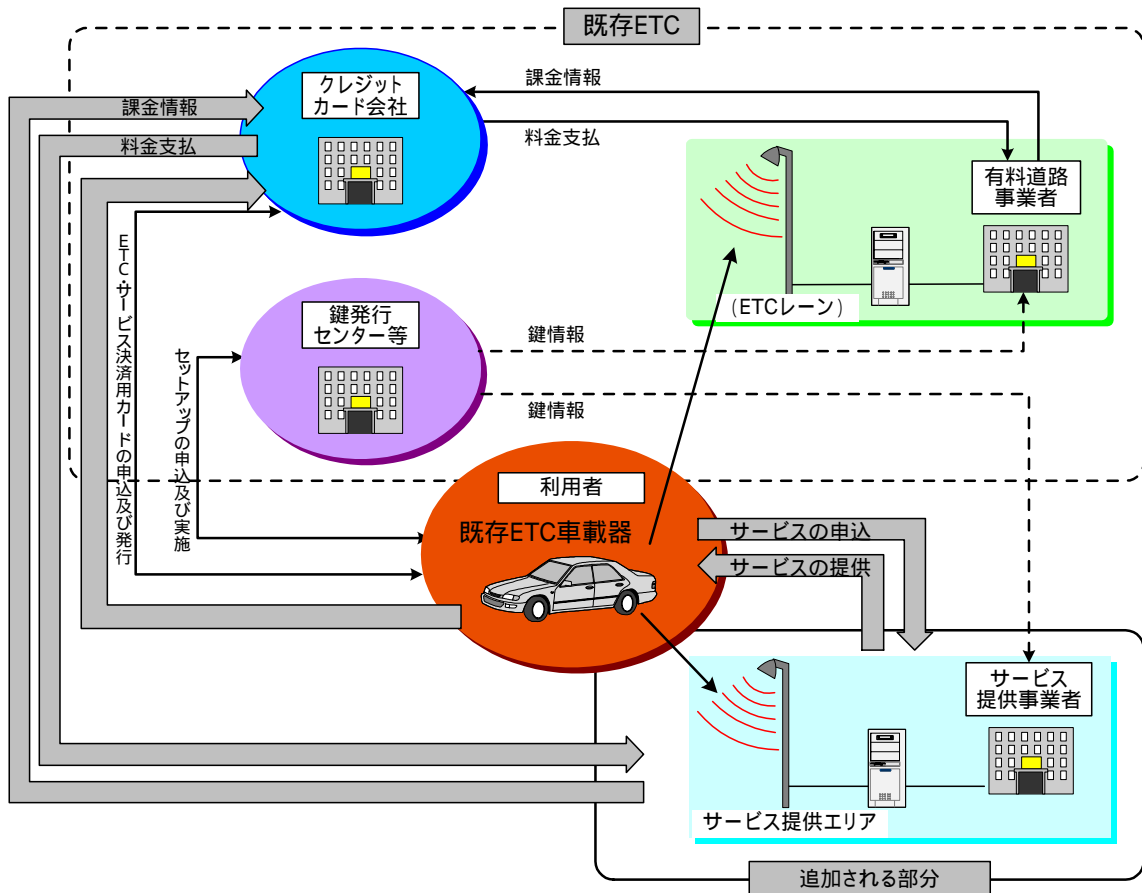 既存ETC
クレジット
カード会社
課金情報
料金支払
課金情報
料金支払
有料道路
事業者
(ETCレーン)
鍵発行
センター等
鍵情報
鍵情報
ETC・サービス決済用カードの申込及び発行
セットアップの申込及び実施
利用者
既存ETC車載器
サービスの申込
サービスの提供
サービス
提供事業者
サービス提供エリア
追加される部分